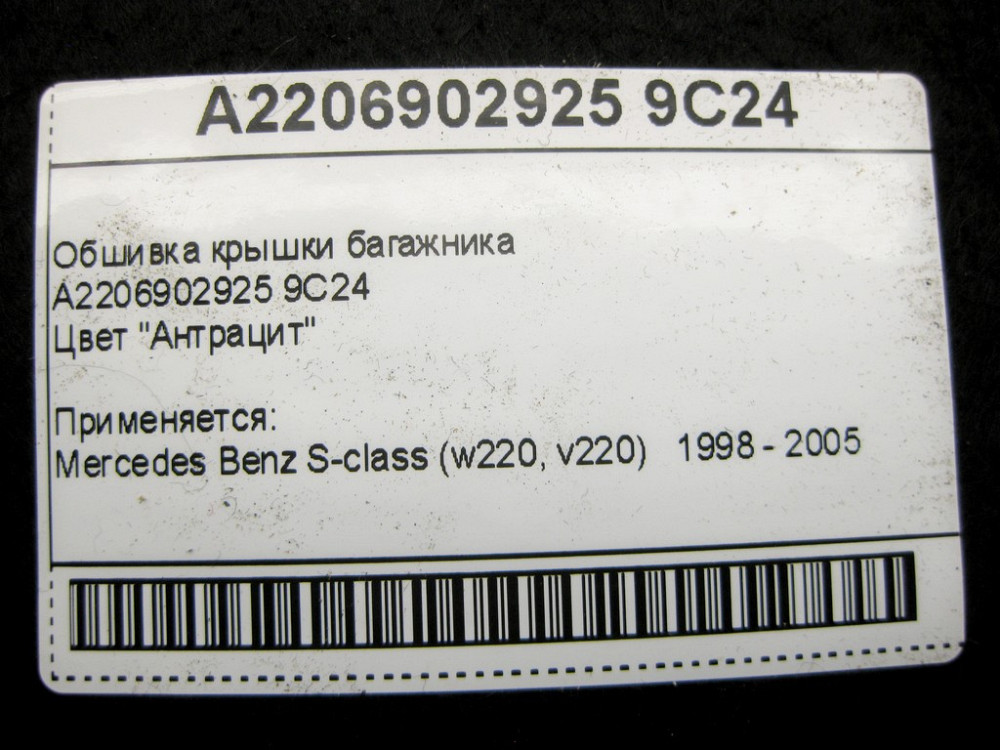 A2206902925 9C24
Обшивка крышки багажника
A2206902925 9C24
Цвет "Антрацит"
Применяется:
Mercedes Benz S-class (w220, v220) 1998 - 2005